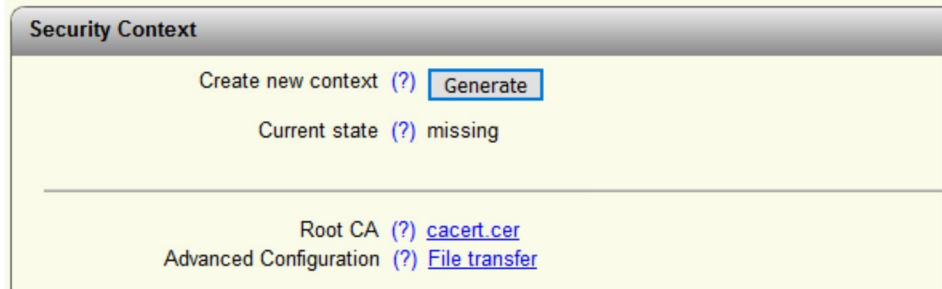 Security Context
Create new context (?) Generate
Current state (?) missing
Root CA (?) cacert.cer
Advanced Configuration (?) File transfer